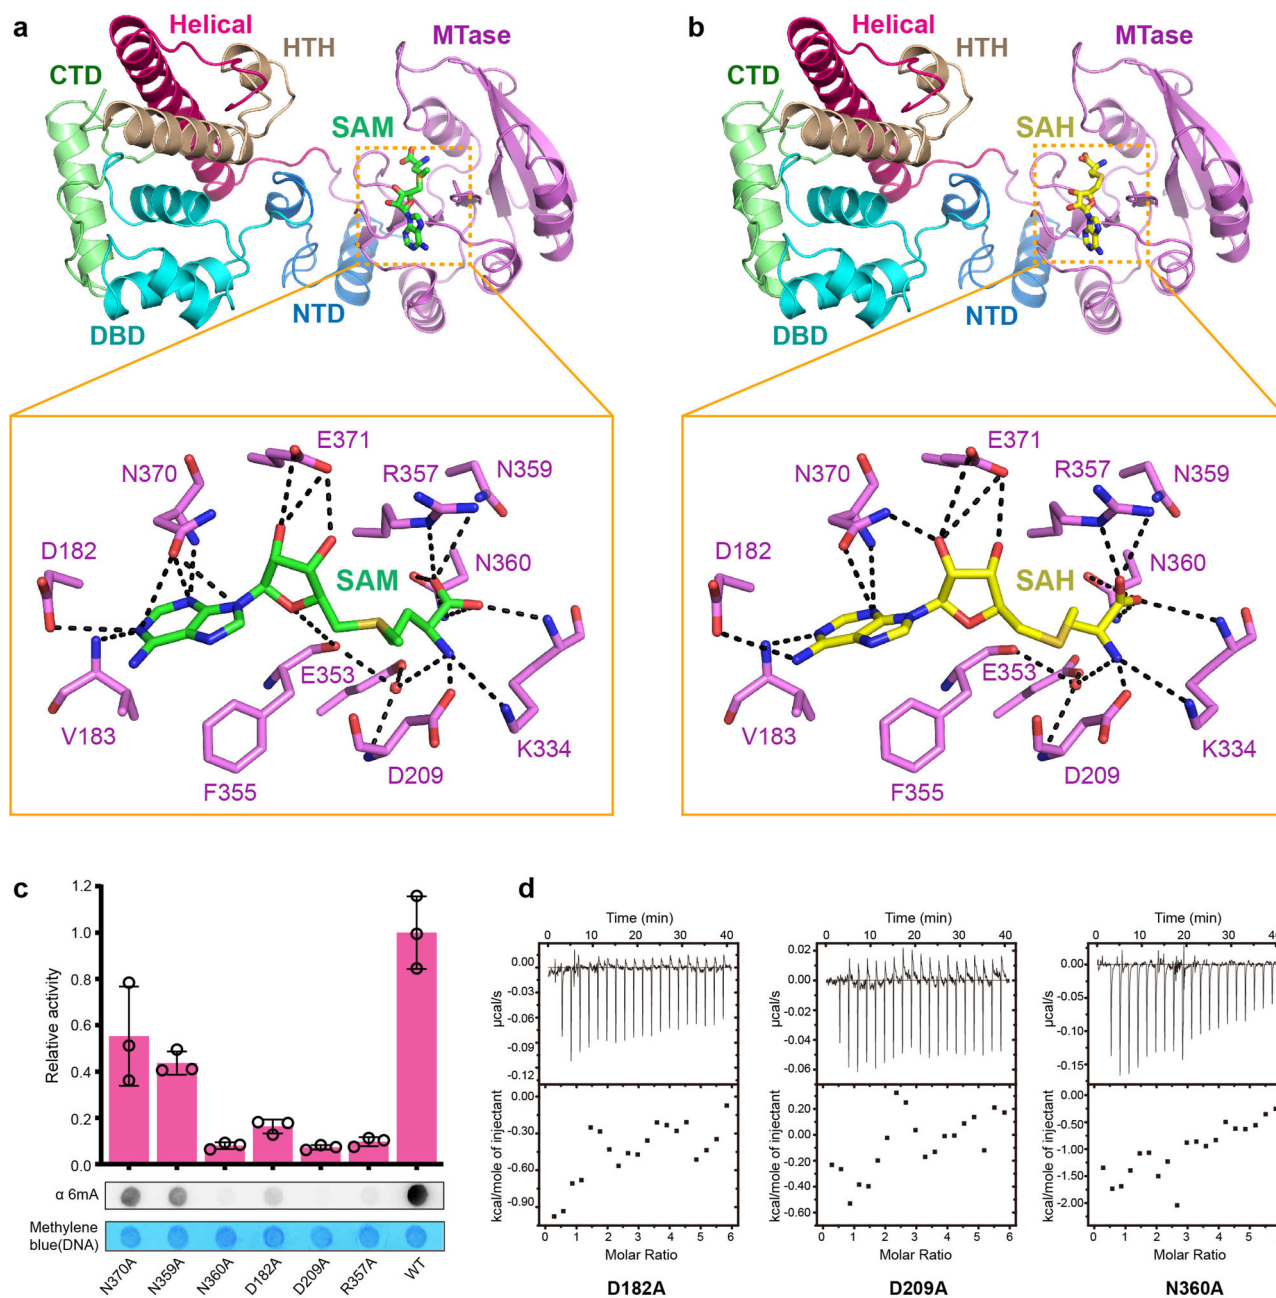 a
Helical
HTH
MTase
CTD
SAM
NTD
DBD
E371
N370
R357
N359
D182
SAM
N360
E353
V183
K334
D209
F355
b
Helical
HTH
MTase
CTD
SAH
NTD
DBD
E371
N370
R357
N359
D182
SAH
N360
E353
V183
K334
D209
F355
c
Relative activity
1.2
1.0
0.8
0.6
0.4
0.2
0.0
α 6mA
Methylene
blue(DNA)
N370A
N359A
N360A
D182A
D209A
R357A
WT
d
Time (min)
0 10 20 30 40
µcal/s
0.00
-0.03
-0.06
-0.09
-0.12
kcal/mole of injectant
0.00
-0.30
-0.60
-0.90
0 1 2 3 4 5 6
Molar Ratio
D182A
Time (min)
0 10 20 30 40
µcal/s
0.02
0.00
-0.02
-0.04
-0.06
kcal/mole of injectant
0.20
0.00
-0.20
-0.40
-0.60
0 1 2 3 4 5 6
Molar Ratio
D209A
Time (min)
0 10 20 30 40
µcal/s
0.00
-0.05
-0.10
-0.15
kcal/mole of injectant
0.00
-0.50
-1.00
-1.50
-2.00
0 1 2 3 4 5
Molar Ratio
N360A